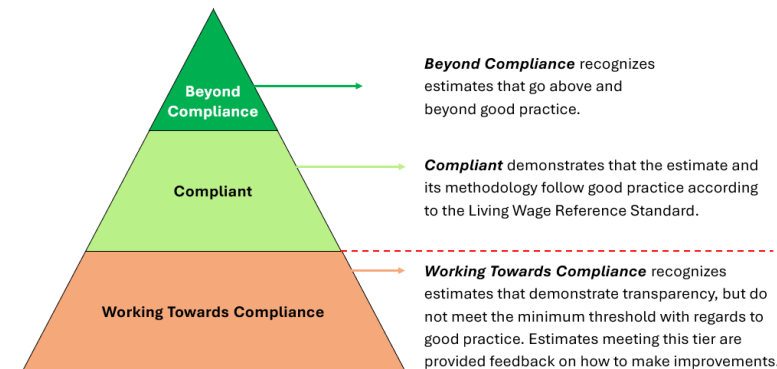 Beyond
Compliance
Beyond Compliance recognizes
estimates that go above and
beyond good practice.
Compliant
Compliant demonstrates that the estimate and
its methodology follow good practice according
to the Living Wage Reference Standard.
Working Towards Compliance
Working Towards Compliance recognizes
estimates that demonstrate transparency, but do
not meet the minimum threshold with regards to
good practice. Estimates meeting this tier are
provided feedback on how to make improvements.